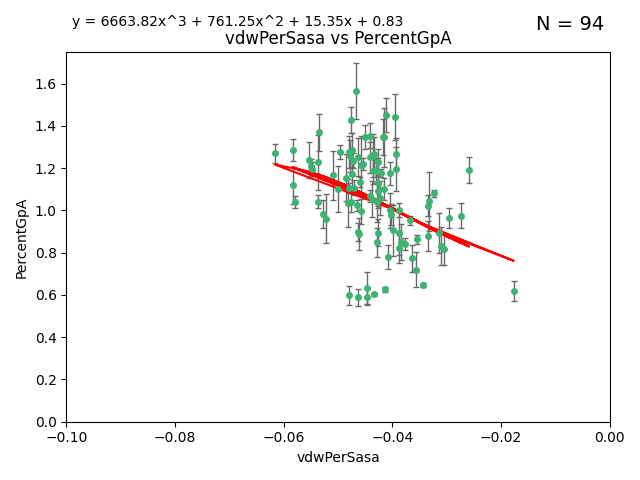 y = 6663.82x^3 + 761.25x^2 + 15.35x + 0.83
N = 94
vdwPerSasa vs PercentGpA
PercentGpA
1.6
1.4
1.2
1.0
0.8
0.6
0.4
0.2
0.0
−0.10 −0.08 −0.06 −0.04 −0.02 0.00
vdwPerSasa